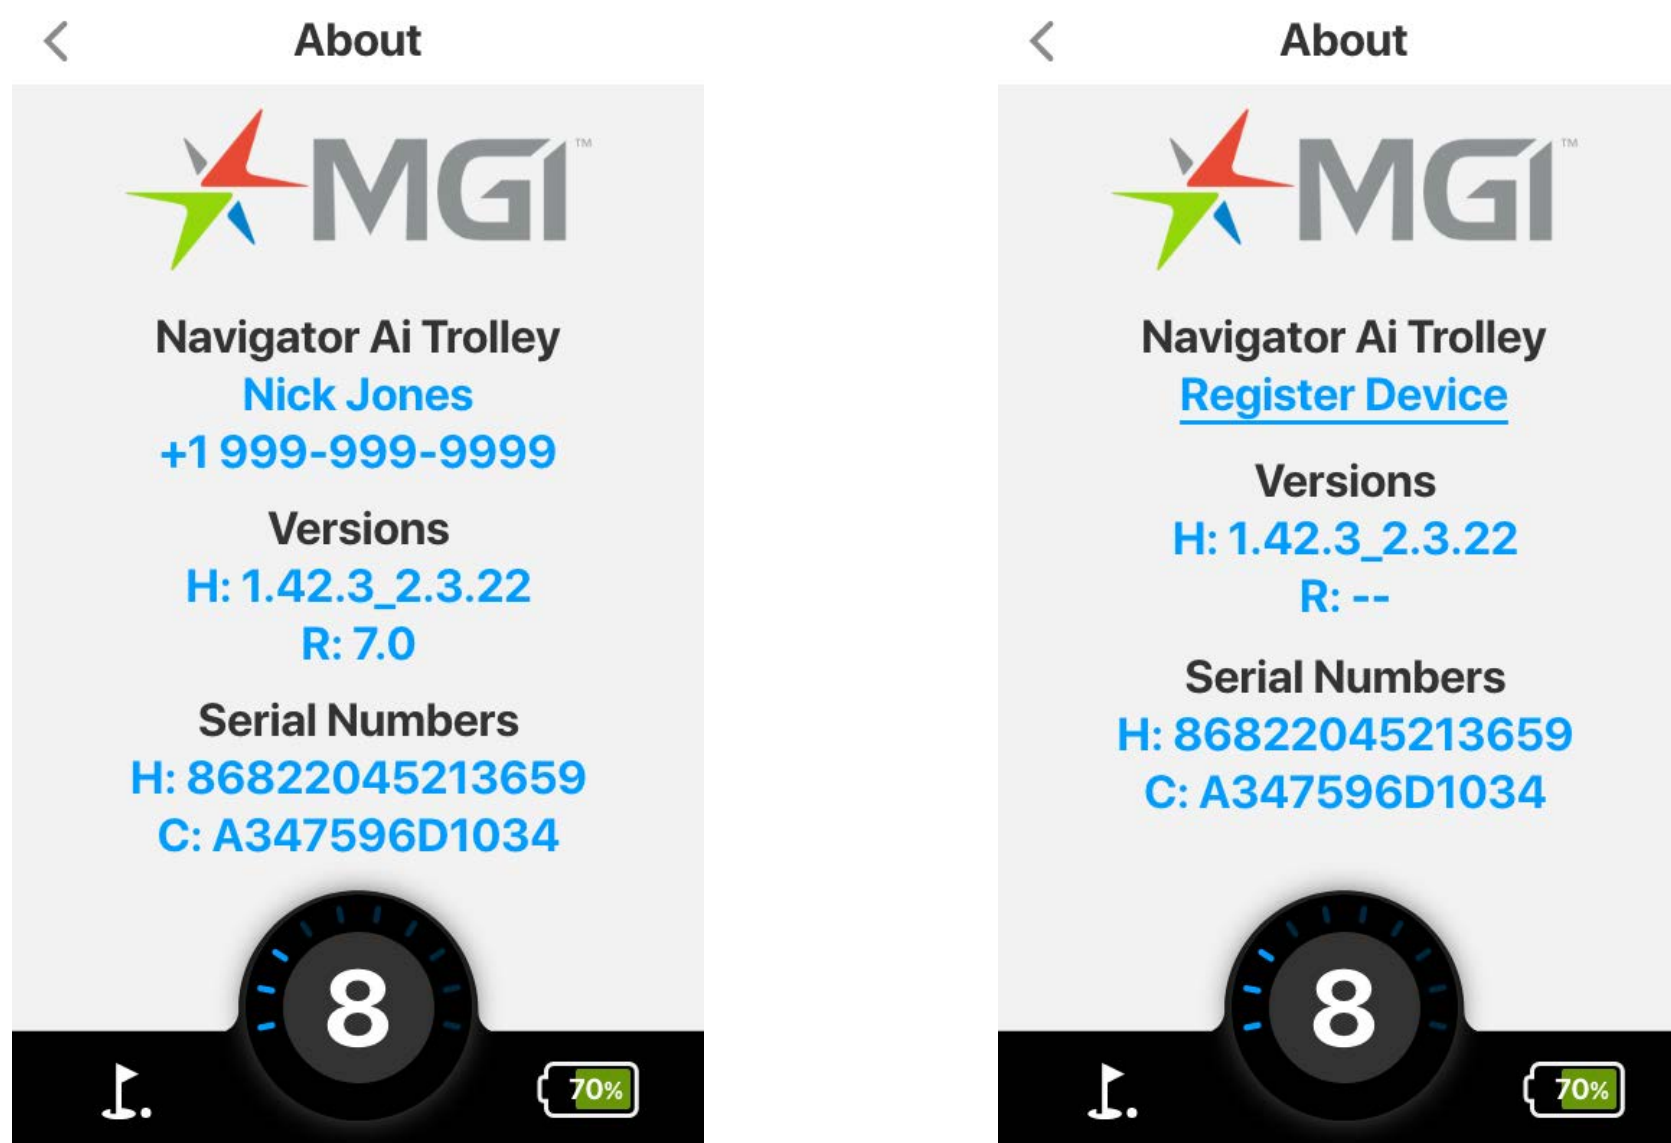 About
MGI™
Navigator Ai Trolley
Nick Jones
+1 999-999-9999
Versions
H: 1.42.3_2.3.22
R: 7.0
Serial Numbers
H: 86822045213659
C: A347596D1034
8
70%
About
MGI™
Navigator Ai Trolley
Register Device
Versions
H: 1.42.3_2.3.22
R: --
Serial Numbers
H: 86822045213659
C: A347596D1034
8
70%